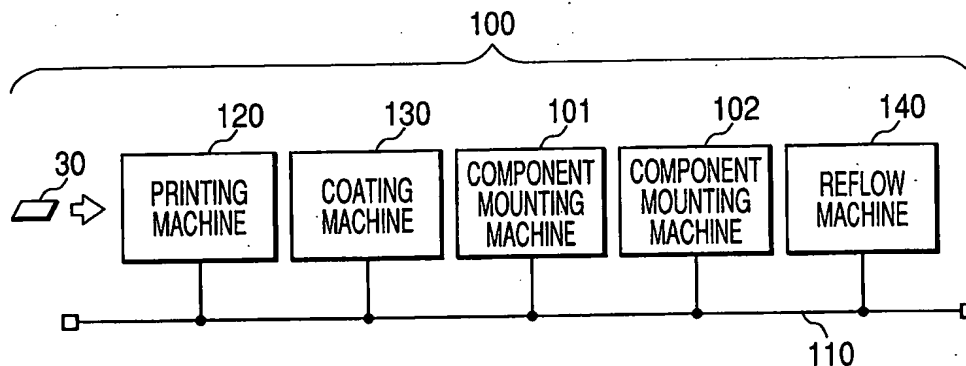 100
120
130
101
102
140
30
PRINTING
MACHINE
COATING
MACHINE
COMPONENT
MOUNTING
MACHINE
COMPONENT
MOUNTING
MACHINE
REFLOW
MACHINE
110